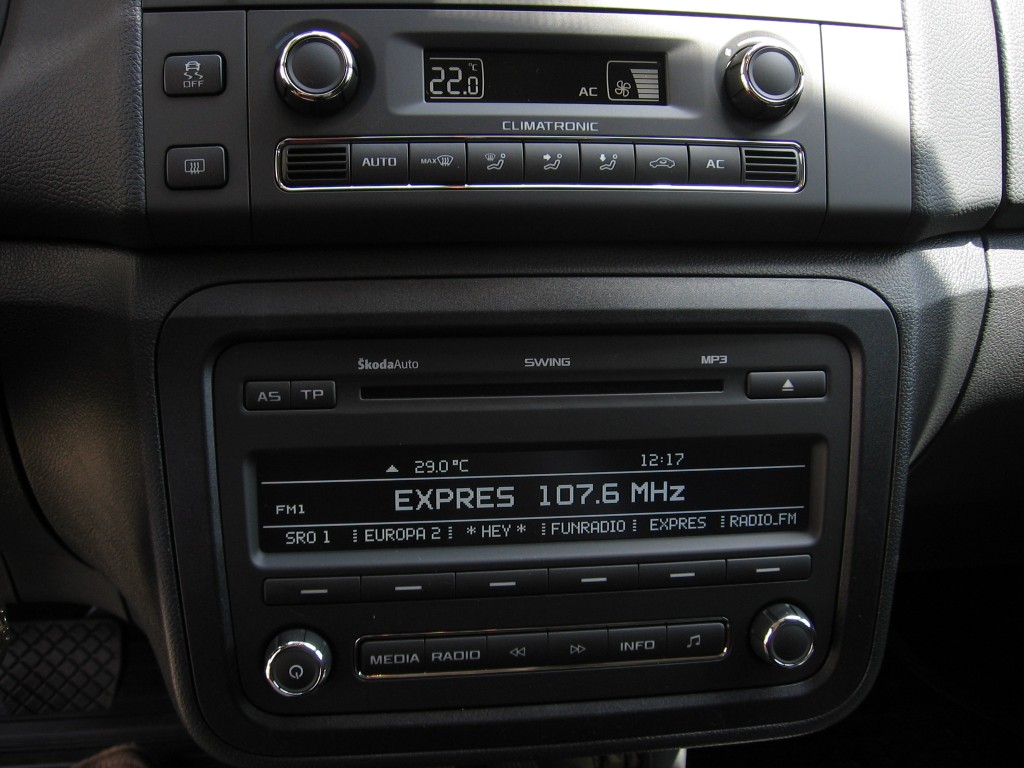 OFF
22.0 °C AC
CLIMATRONIC
AUTO MAX AC
ŠkodaAuto SWING MP3
AS TP
29.0 °C 12:17
FM1 EXPRES 107.6 MHz
SRO 1 EUROPA 2 *HEY* FUNRADIO EXPRES RADIO_FM
MEDIA RADIO INFO